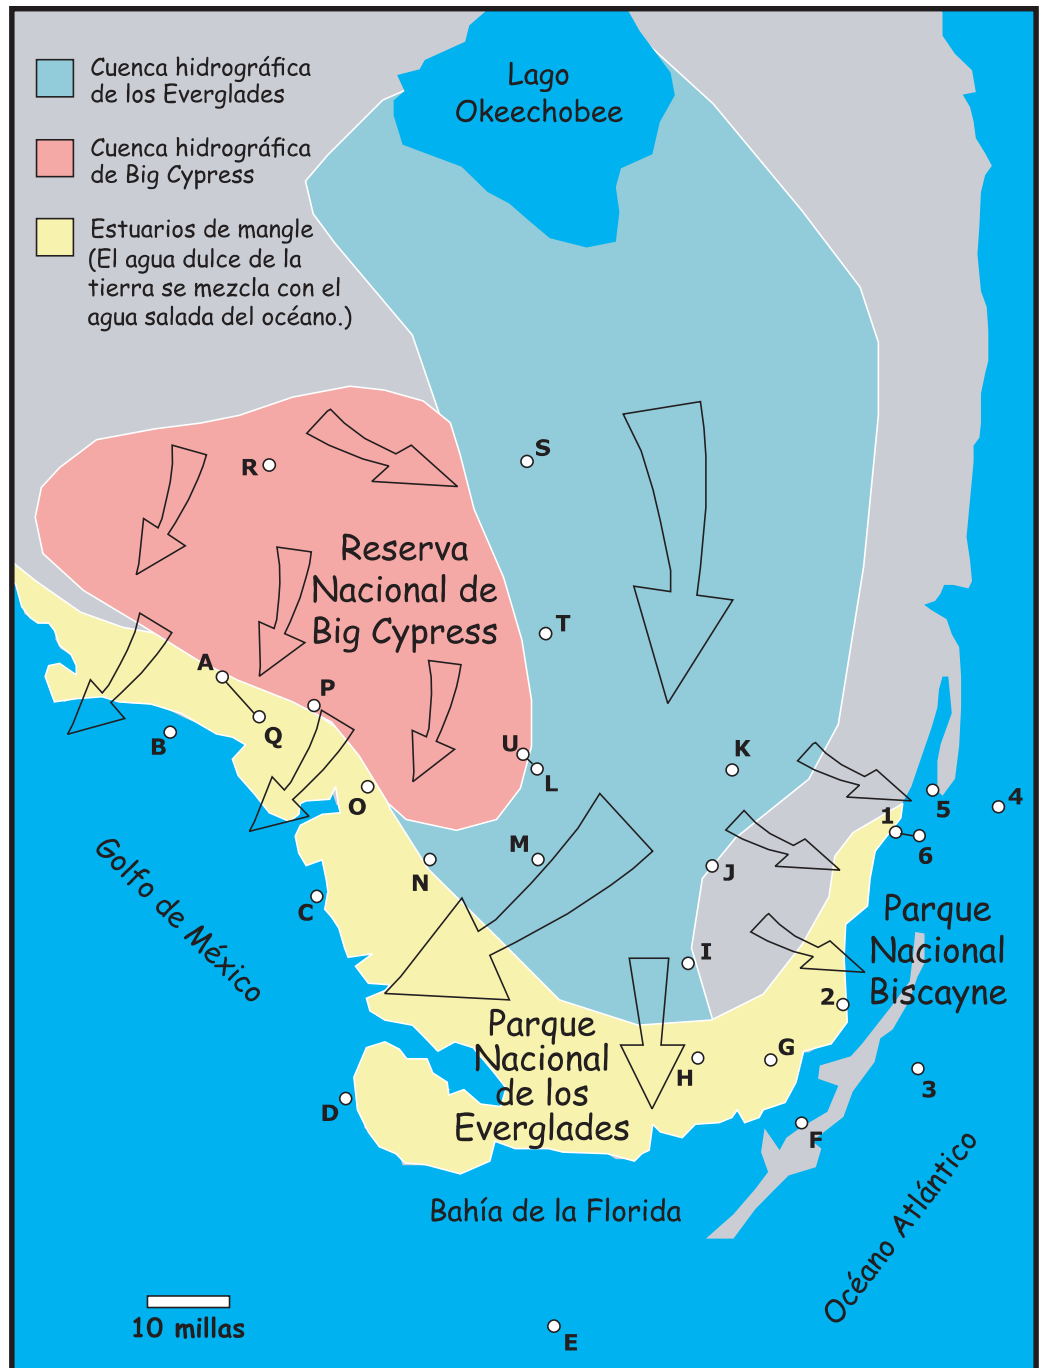 Cuenca hidrográfica
de los Everglades
Cuenca hidrográfica
de Big Cypress
Estuarios de mangle
(El agua dulce de la
tierra se mezcla con el
agua salada del océano.)
Lago
Okeechobee
S
R
Reserva
Nacional de
Big Cypress
T
A
P
Q
B
U
L
K
O
5
4
1
6
M
N
J
C
Golfo de México
Parque
Nacional
Biscayne
I
2
Parque
Nacional
de los
Everglades
H
G
D
3
F
Bahía de la Florida
Océano Atlántico
10 millas
E